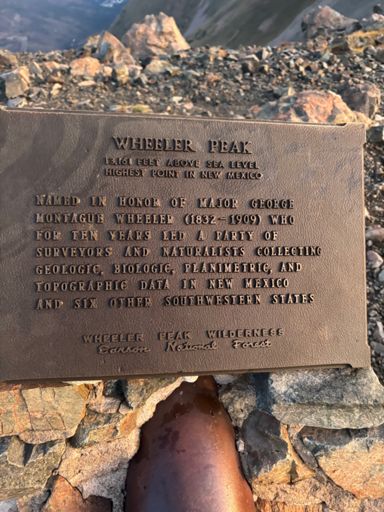 WHEELER PEAK
13,161 FEET ABOVE SEA LEVEL
HIGHEST POINT IN NEW MEXICO
NAMED IN HONOR OF MAJOR GEORGE
MONTAGUE WHEELER (1832-1909) WHO
FOR TEN YEARS LED A PARTY OF
SURVEYORS AND NATURALISTS COLLECTING
GEOLOGIC, BIOLOGIC, PLANIMETRIC, AND
TOPOGRAPHIC DATA IN NEW MEXICO
AND SIX OTHER SOUTHWESTERN STATES
WHEELER PEAK WILDERNESS
Carson National Forest